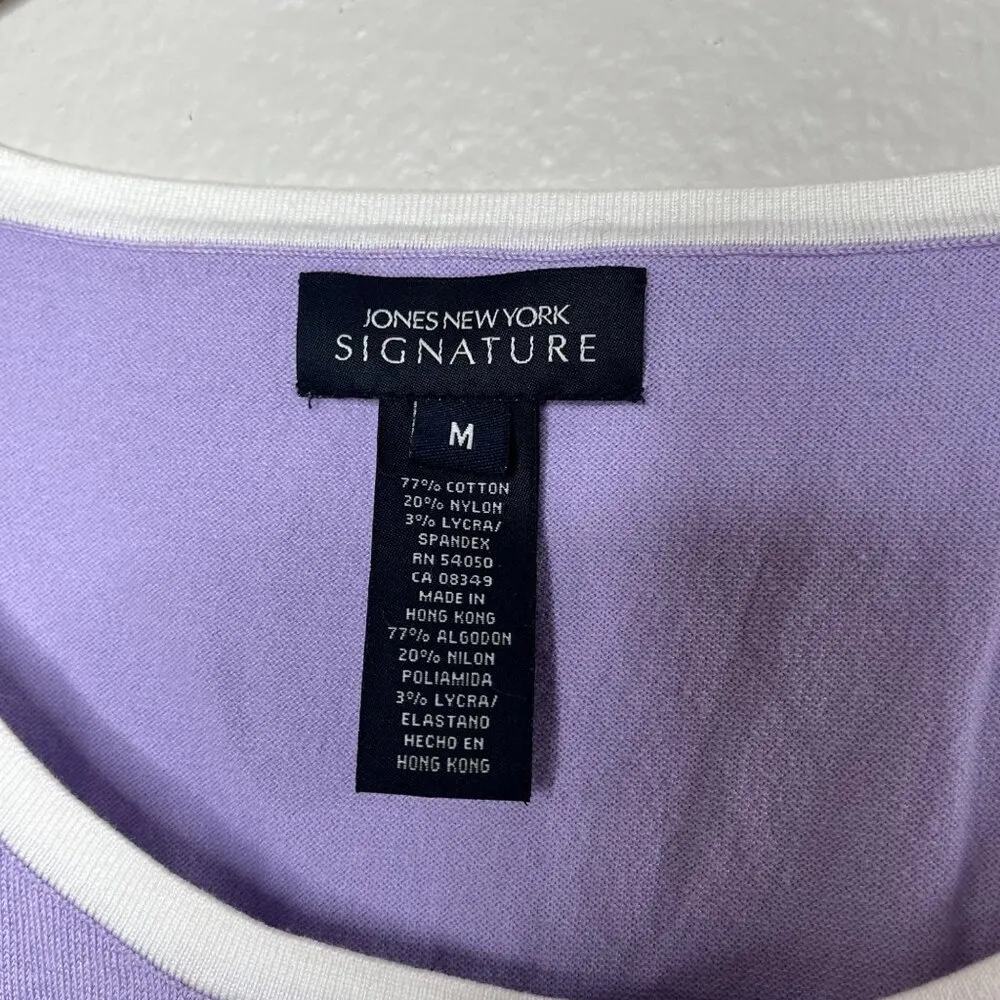 JONES NEW YORK
SIGNATURE
M
77% COTTON
20% NYLON
3% LYCRA/
SPANDEX
RN 54050
CA 08349
MADE IN
HONG KONG
77% ALGODON
20% NILON
POLIAMIDA
3% LYCRA/
ELASTANO
HECHO EN
HONG KONG